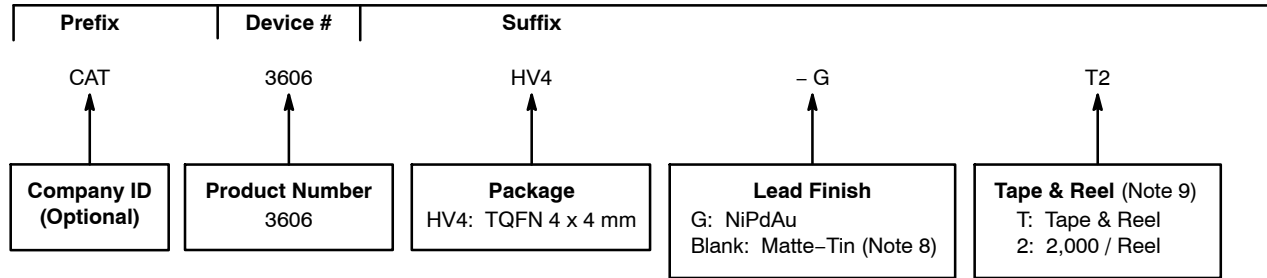 Prefix Device # Suffix
CAT 3606 HV4 – G T2
Company ID
(Optional)
Product Number
3606
Package
HV4: TQFN 4 x 4 mm
Lead Finish
G: NiPdAu
Blank: Matte–Tin (Note 8)
Tape & Reel (Note 9)
T: Tape & Reel
2: 2,000 / Reel